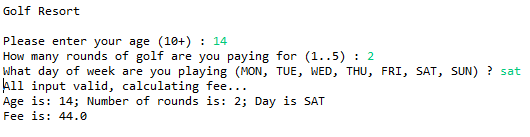 Golf Resort
Please enter your age (10+) : 14
How many rounds of golf are you paying for (1..5) : 2
What day of week are you playing (MON, TUE, WED, THU, FRI, SAT, SUN) ? sat
All input valid, calculating fee...
Age is: 14; Number of rounds is: 2; Day is SAT
Fee is: 44.0